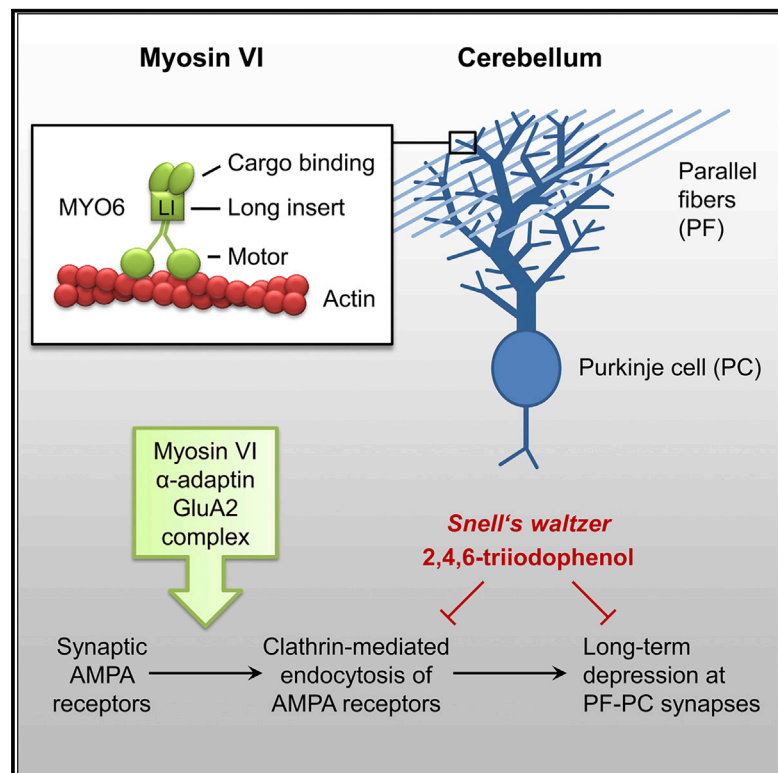 Myosin VI
Cerebellum
Cargo binding
MYO6
LI
Long insert
Motor
Actin
Parallel
fibers
(PF)
Purkinje cell (PC)
Myosin VI
α-adaptin
GluA2
complex
Snell‘s waltzer
2,4,6-triiodophenol
Synaptic
AMPA
receptors
Clathrin-mediated
endocytosis of
AMPA receptors
Long-term
depression at
PF-PC synapses